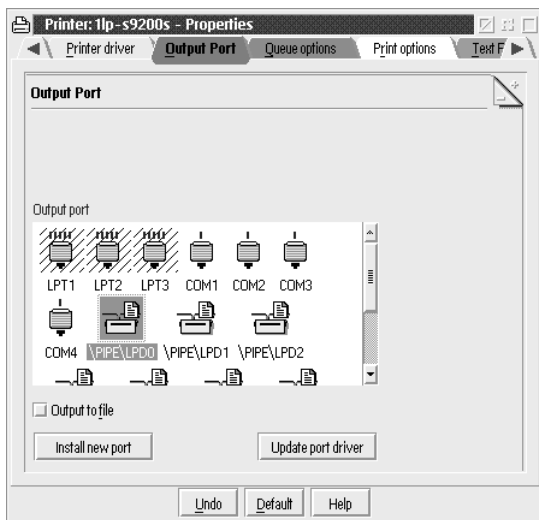 Printer: 1lp-s9200s - Properties
Printer driver Output Port Queue options Print options Text F
Output Port
Output port
LPT1 LPT2 LPT3 COM1 COM2 COM3
COM4 \PIPE\LPD0 \PIPE\LPD1 \PIPE\LPD2
Output to file
Install new port Update port driver
Undo Default Help